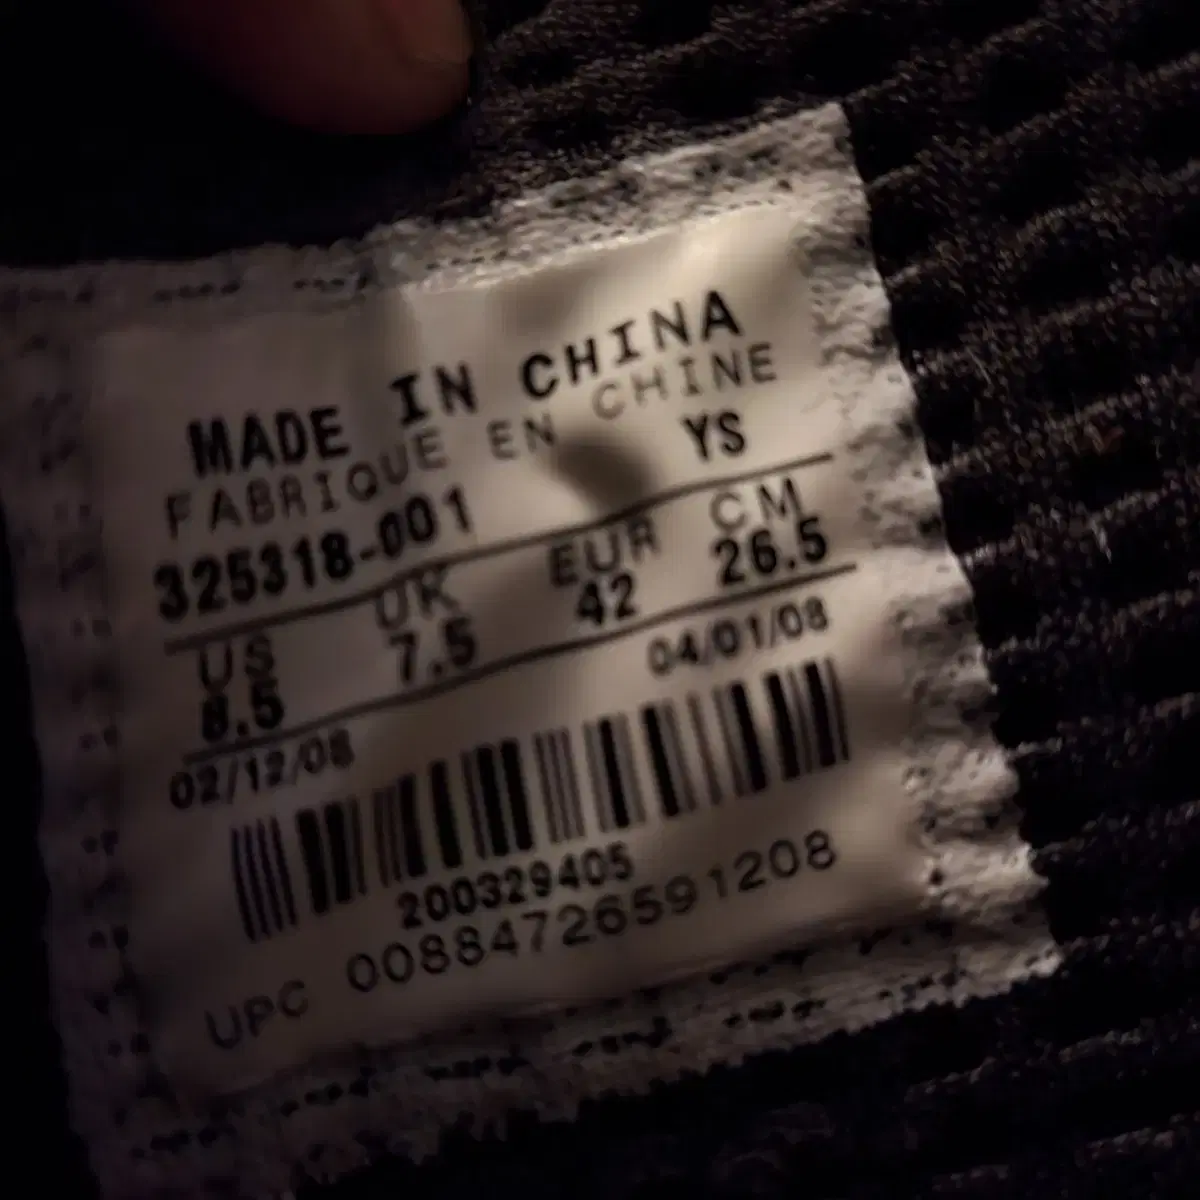 MADE IN CHINA
FABRIQUE EN CHINE
325318-001 YS
US UK EUR CM
8.5 7.5 42 26.5
02/12/08 04/01/08
200329405
UPC 00884726591208